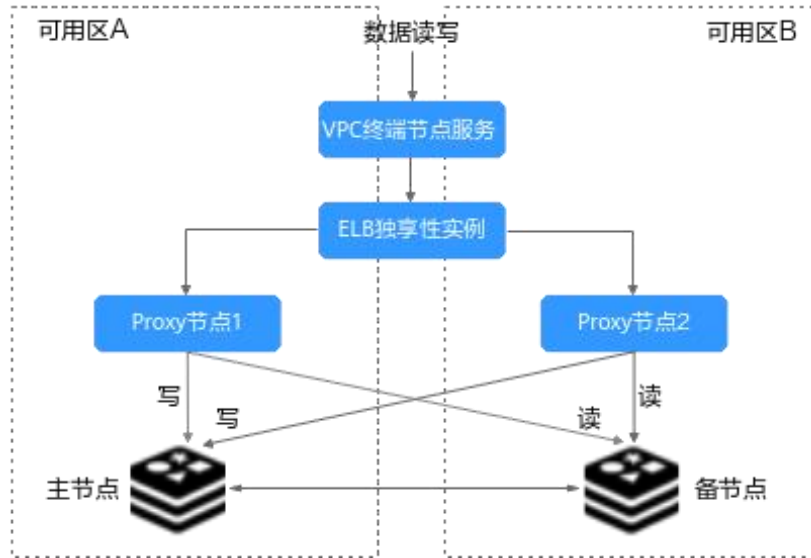 可用区A
数据读写
可用区B
VPC终端节点服务
ELB独享性实例
Proxy节点1
Proxy节点2
写
写
读
读
主节点
备节点